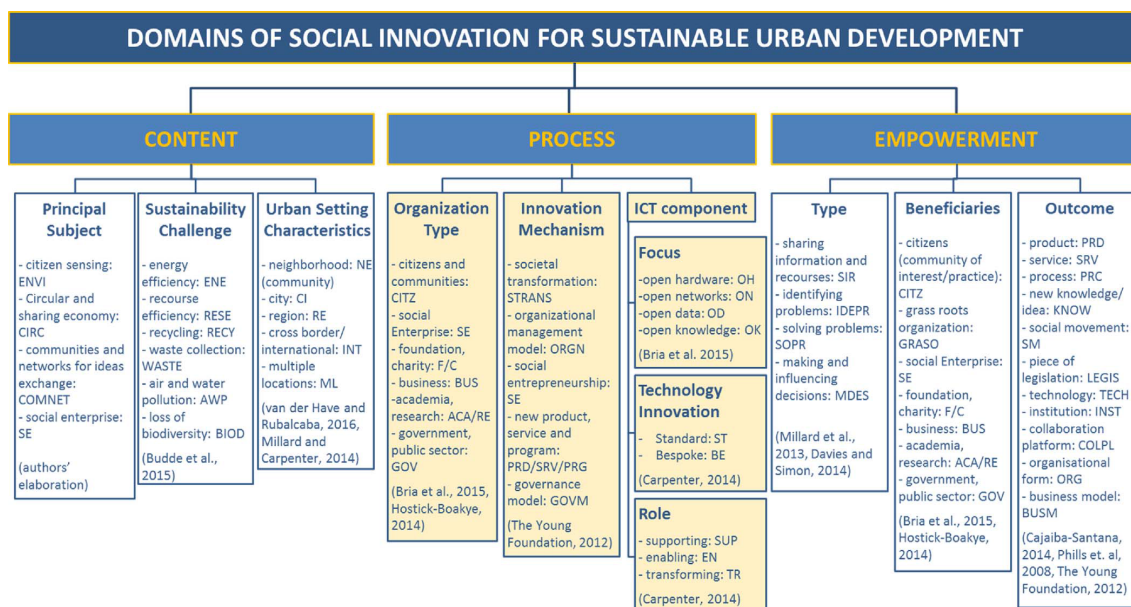 DOMAINS OF SOCIAL INNOVATION FOR SUSTAINABLE URBAN DEVELOPMENT
CONTENT
PROCESS
EMPOWERMENT
Principal
Subject
- citizen sensing:
ENVI
- Circular and
sharing economy:
CIRC
- communities and
networks for ideas
exchange:
COMNET
- social enterprise:
SE
(authors'
elaboration)
Sustainability
Challenge
- energy
efficiency: ENE
- recourse
efficiency: RESE
- recycling: RECY
- waste collection:
WASTE
- air and water
pollution: AWP
- loss of
biodiversity: BIOD
(Budde et al.,
2015)
Urban Setting
Characteristics
- neighborhood: NE
(community)
- city: CI
- region: RE
- cross border/
international: INT
- multiple
locations: ML
(van der Have and
Rubalcaba, 2016,
Millard and
Carpenter, 2014)
Organization
Type
- citizens and
communities: CITZ
- social
Enterprise: SE
- foundation,
charity: F/C
- business: BUS
-academia,
research: ACA/RE
- government,
public sector:
GOV
(Bria et al., 2015,
Hostick-Boakye,
2014)
Innovation
Mechanism
- societal
transformation:
STRANS
- organizational
management
model: ORGN
- social
entrepreneurship:
SE
- new product,
service and
program:
PRD/SRV/PRG
- governance
model: GOVM
(The Young
Foundation, 2012)
ICT component
Focus
-open hardware: OH
-open networks: ON
-open data: OD
-open knowledge: OK
(Bria et al. 2015)
Technology
Innovation
- Standard: ST
- Bespoke: BE
(Carpenter, 2014)
Role
- supporting: SUP
- enabling: EN
- transforming: TR
(Carpenter, 2014)
Type
- sharing
information and
recourses: SIR
- identifying
problems: IDEPR
- solving problems:
SOPR
- making and
influencing
decisions: MDES
(Millard et al.,
2013, Davies and
Simon, 2014)
Beneficiaries
- citizens
(community of
interest/practice):
CITZ
- grass roots
organization:
GRASO
- social Enterprise:
SE
- foundation,
charity: F/C
- business: BUS
- academia,
research: ACA/RE
- government,
public sector: GOV
(Bria et al., 2015,
Hostick-Boakye,
2014)
Outcome
- product: PRD
- service: SRV
- process: PRC
- new knowledge/
idea: KNOW
- social movement:
SM
- piece of
legislation: LEGIS
- technology: TECH
- institution: INST
- collaboration
platform: COLPL
- organisational
form: ORG
- business model:
BUSM
(Cajaiba-Santana,
2014, Phills et. al,
2008, The Young
Foundation, 2012)